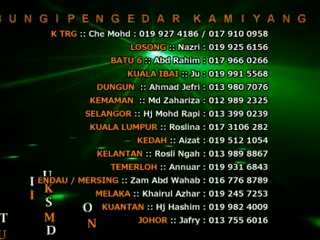 BUNGI PENGEDAR KAMI YANG
K TRG :: Che Mohd : 019 927 4186 / 017 910 0958
LOSONG :: Nazri : 019 925 6156
BATU 6 :: Abd Rahim : 017 966 0266
KUALA IBAI :: Ju : 019 991 5568
DUNGUN :: Ahmad Jefri : 013 980 7076
KEMAMAN :: Md Zahariza : 012 989 2325
SELANGOR :: Hj Mohd Rapi : 013 399 0239
KUALA LUMPUR :: Roslina : 017 3106 282
KEDAH :: Aizat : 019 512 1054
KELANTAN :: Rosli Ngah : 013 989 8867
TEMERLOH :: Annuar : 019 931 6843
ENDAU / MERSING :: Zam Abd Wahab : 016 776 8789
MELAKA :: Khairul Azhar : 019 245 7253
KUANTAN :: Hj Hashim : 019 982 4009
JOHOR :: Jafry : 013 755 6016